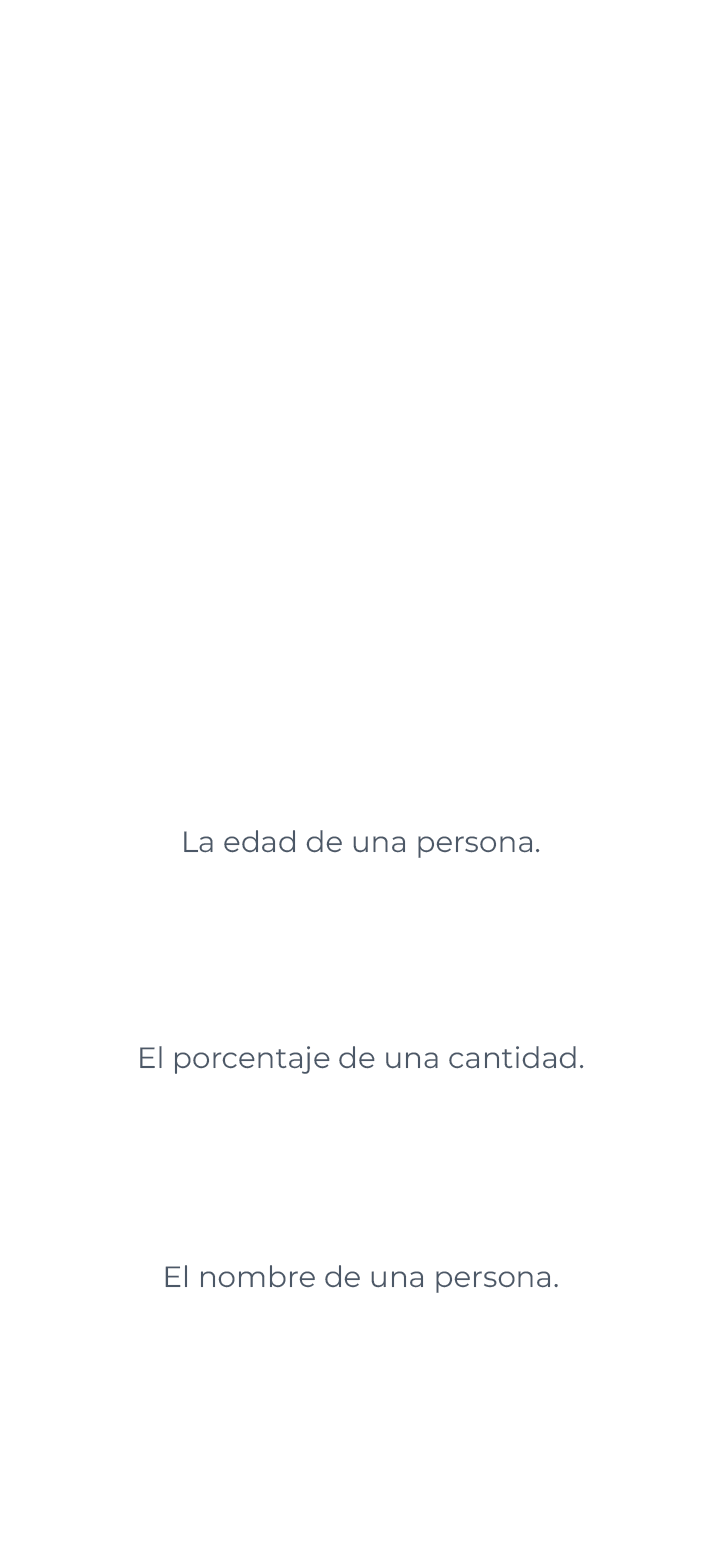 La edad de una persona.
El porcentaje de una cantidad.
El nombre de una persona.